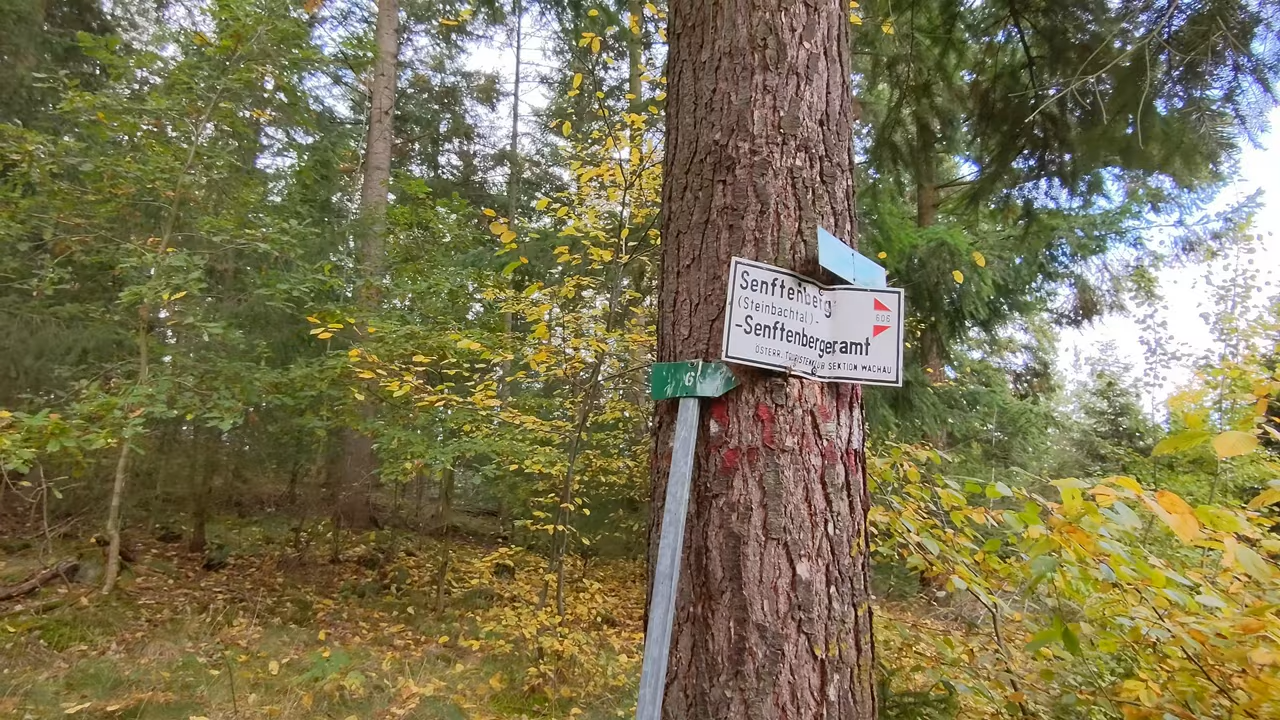 Senftenberg
(Steinbachtal)-
-Senftenbergeramt
606
ÖSTERR. TOURISTENKLUB SEKTION WACHAU
6